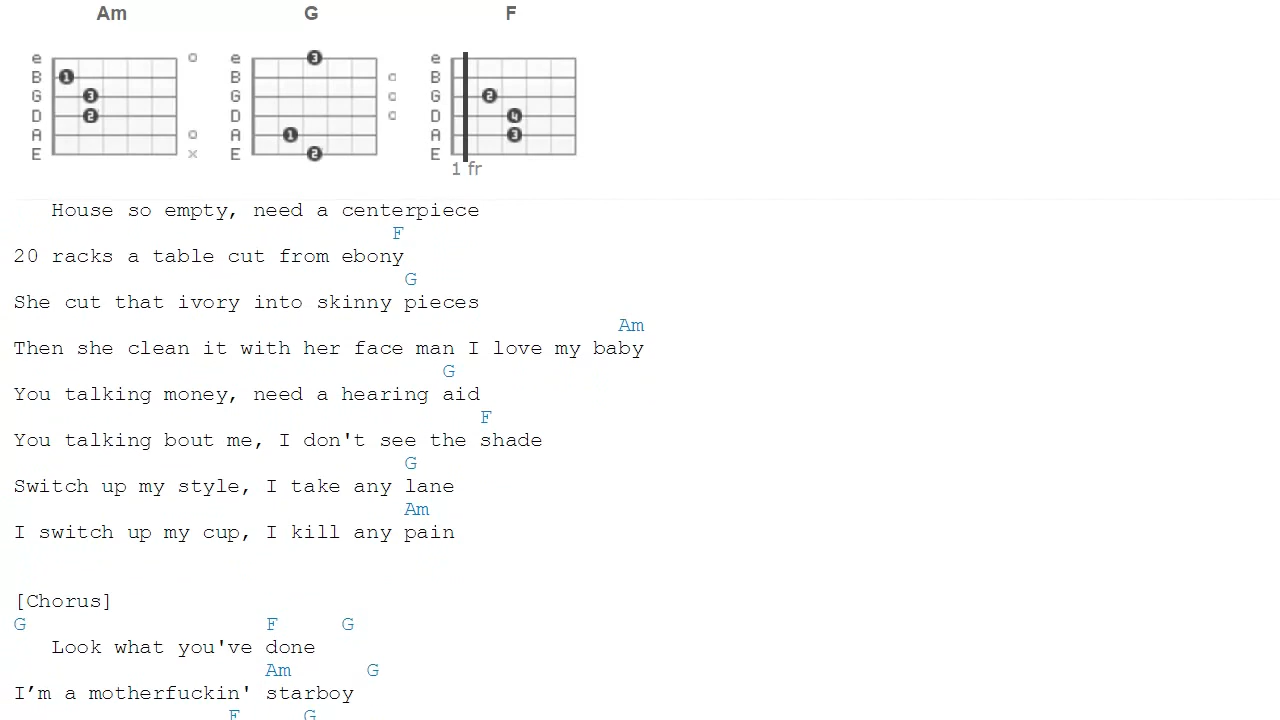 Am G F
e o e 3 e
B 1 B o B
G 3 G o G 2
D 2 D o D 4
A o A 1 A 3
E x E 2 E
1 fr
House so empty, need a centerpiece
F
20 racks a table cut from ebony
G
She cut that ivory into skinny pieces
Am
Then she clean it with her face man I love my baby
G
You talking money, need a hearing aid
F
You talking bout me, I don't see the shade
G
Switch up my style, I take any lane
Am
I switch up my cup, I kill any pain
[Chorus]
G F G
Look what you've done
Am G
I’m a motherfuckin' starboy
F G